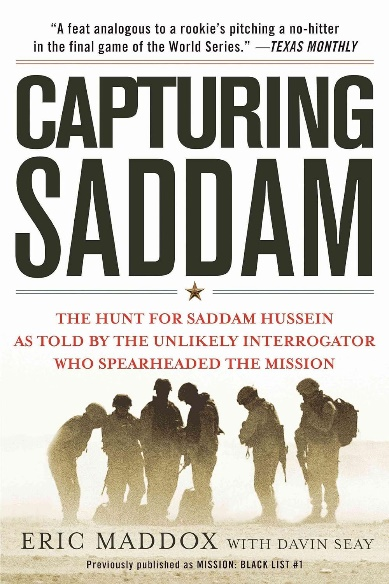 “A feat analogous to a rookie’s pitching a no-hitter
in the final game of the World Series.” —TEXAS MONTHLY
CAPTURING
SADDAM
THE HUNT FOR SADDAM HUSSEIN
AS TOLD BY THE UNLIKELY INTERROGATOR
WHO SPEARHEADED THE MISSION
ERIC MADDOX WITH DAVIN SEAY
Previously published as MISSION: BLACK LIST #1